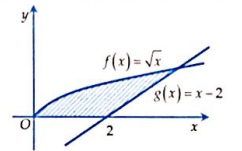 y
f(x) = √x
g(x) = x − 2
O
2
x